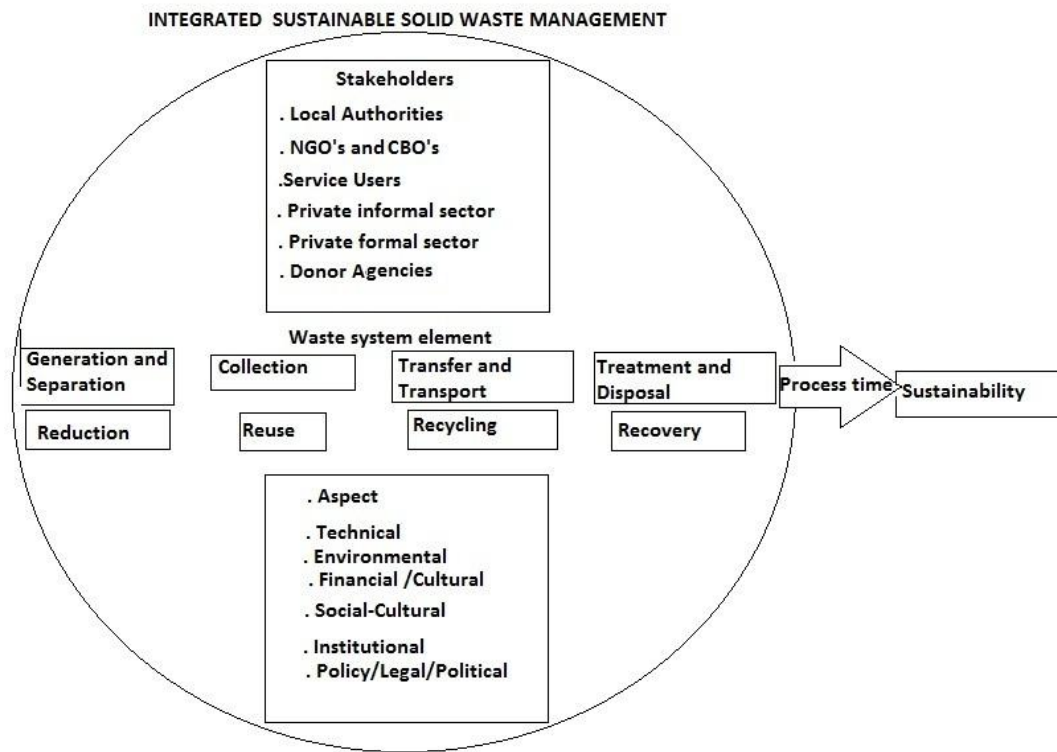 INTEGRATED SUSTAINABLE SOLID WASTE MANAGEMENT
Stakeholders
. Local Authorities
. NGO's and CBO's
.Service Users
. Private informal sector
. Private formal sector
. Donor Agencies
Waste system element
Generation and
Separation
Collection
Transfer and
Transport
Treatment and
Disposal
Process time
Sustainability
Reduction
Reuse
Recycling
Recovery
. Aspect
. Technical
. Environmental
. Financial /Cultural
. Social-Cultural
. Institutional
. Policy/Legal/Political